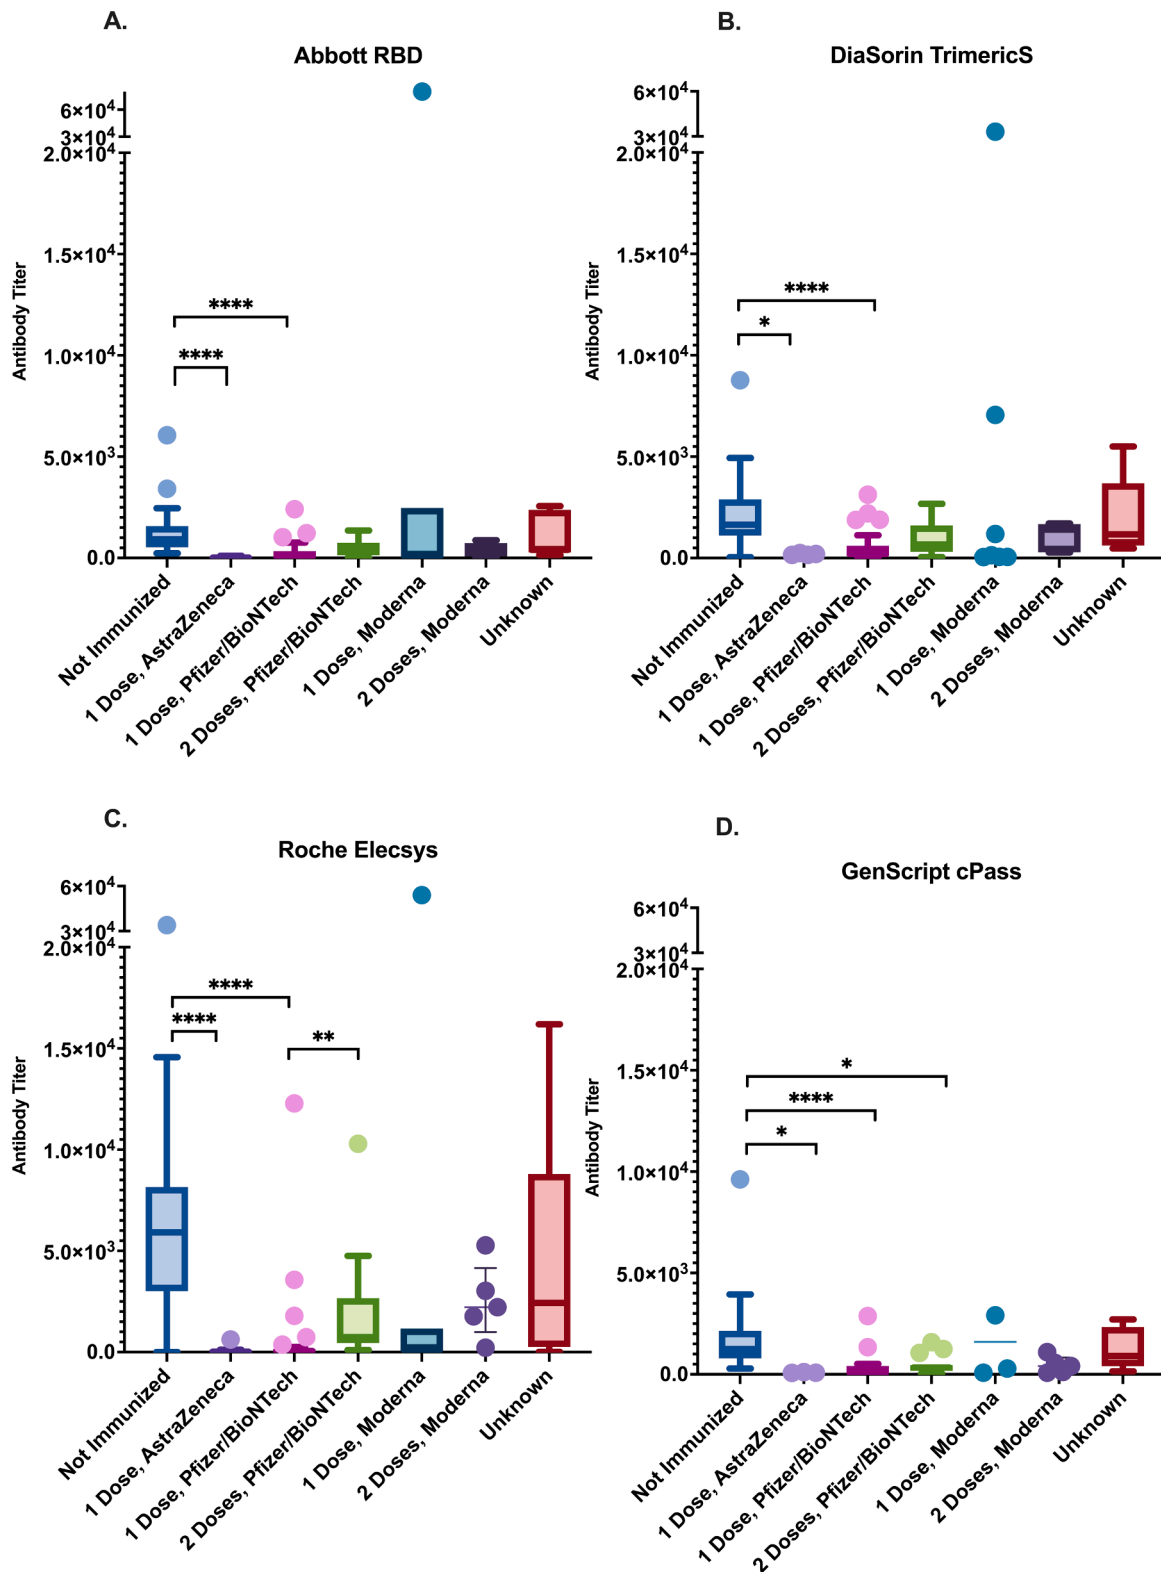 A.
Abbott RBD
6×10⁴
3×10⁴
2.0×10⁴
1.5×10⁴
1.0×10⁴
5.0×10³
0.0
Antibody Titer
****
****
Not Immunized
1 Dose, AstraZeneca
1 Dose, Pfizer/BioNTech
2 Doses, Pfizer/BioNTech
1 Dose, Moderna
2 Doses, Moderna
Unknown
B.
DiaSorin TrimericS
6×10⁴
3×10⁴
2.0×10⁴
1.5×10⁴
1.0×10⁴
5.0×10³
0.0
Antibody Titer
****
*
Not Immunized
1 Dose, AstraZeneca
1 Dose, Pfizer/BioNTech
2 Doses, Pfizer/BioNTech
1 Dose, Moderna
2 Doses, Moderna
Unknown
C.
Roche Elecsys
6×10⁴
3×10⁴
2.0×10⁴
1.5×10⁴
1.0×10⁴
5.0×10³
0.0
Antibody Titer
****
****
**
Not Immunized
1 Dose, AstraZeneca
1 Dose, Pfizer/BioNTech
2 Doses, Pfizer/BioNTech
1 Dose, Moderna
2 Doses, Moderna
Unknown
D.
GenScript cPass
6×10⁴
3×10⁴
2.0×10⁴
1.5×10⁴
1.0×10⁴
5.0×10³
0.0
Antibody Titer
*
****
*
Not Immunized
1 Dose, AstraZeneca
1 Dose, Pfizer/BioNTech
2 Doses, Pfizer/BioNTech
1 Dose, Moderna
2 Doses, Moderna
Unknown